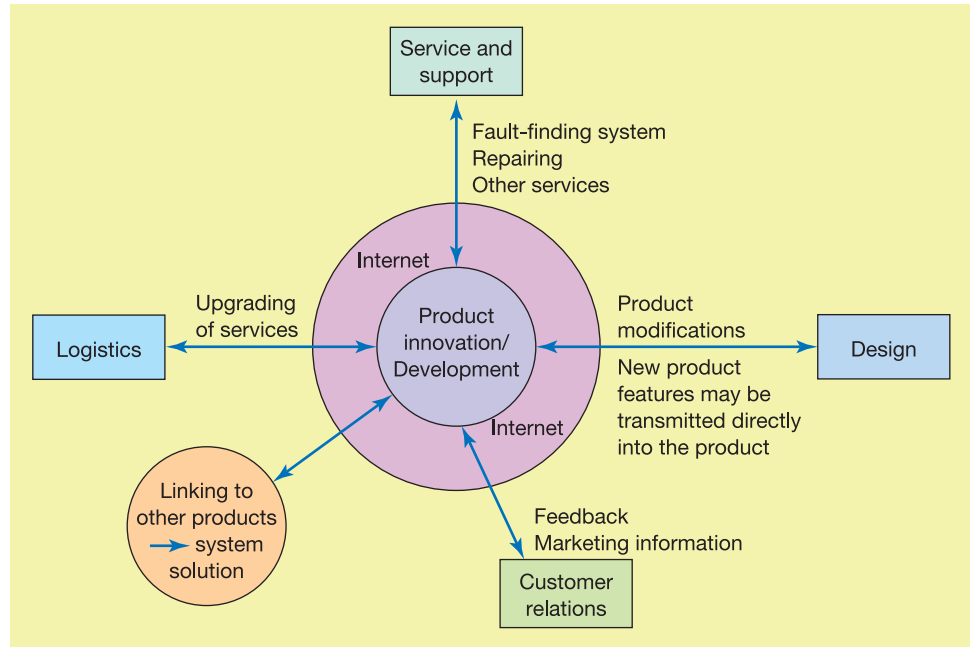 Service and
support
Fault-finding system
Repairing
Other services
Internet
Upgrading
of services
Logistics
Product
innovation/
Development
Product
modifications
New product
features may be
transmitted directly
into the product
Design
Internet
Linking to
other products
system
solution
Feedback
Marketing information
Customer
relations